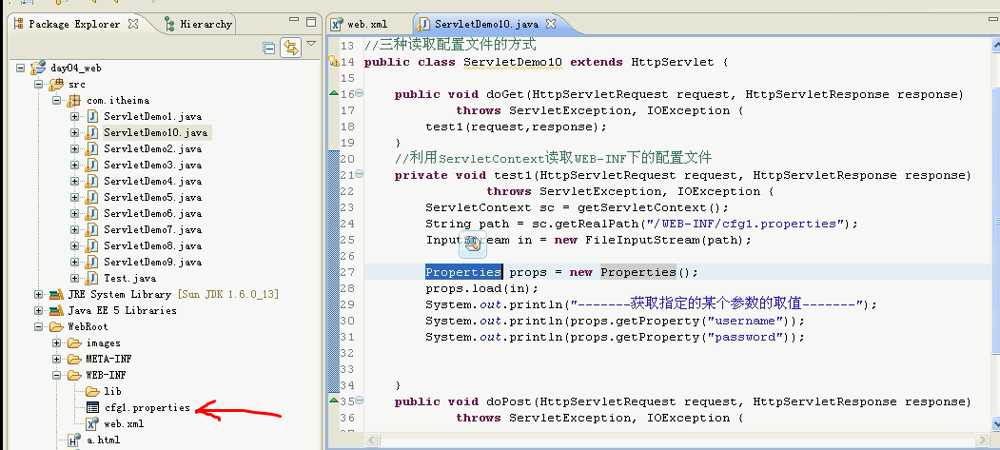 Package Explorer
Hierarchy
day04_web
src
com.itheima
ServletDemo1.java
ServletDemo10.java
ServletDemo2.java
ServletDemo3.java
ServletDemo4.java
ServletDemo5.java
ServletDemo6.java
ServletDemo7.java
ServletDemo8.java
ServletDemo9.java
Test.java
JRE System Library [Sun JDK 1.6.0_13]
Java EE 5 Libraries
WebRoot
images
META-INF
WEB-INF
lib
cfg1.properties
web.xml
a.html
web.xml
ServletDemo10.java
13 //三种读取配置文件的方式
14 public class ServletDemo10 extends HttpServlet {
15
16 public void doGet(HttpServletRequest request, HttpServletResponse response)
17 throws ServletException, IOException {
18 test1(request,response);
19 }
20 //利用ServletContext读取WEB-INF下的配置文件
21 private void test1(HttpServletRequest request, HttpServletResponse response)
22 throws ServletException, IOException {
23 ServletContext sc = getServletContext();
24 String path = sc.getRealPath("/WEB-INF/cfg1.properties");
25 InputStream in = new FileInputStream(path);
26
27 Properties props = new Properties();
28 props.load(in);
29 System.out.println("-------获取指定的某个参数的取值-------");
30 System.out.println(props.getProperty("username"));
31 System.out.println(props.getProperty("password"));
32
33
34 }
35 public void doPost(HttpServletRequest request, HttpServletResponse response)
36 throws ServletException, IOException {